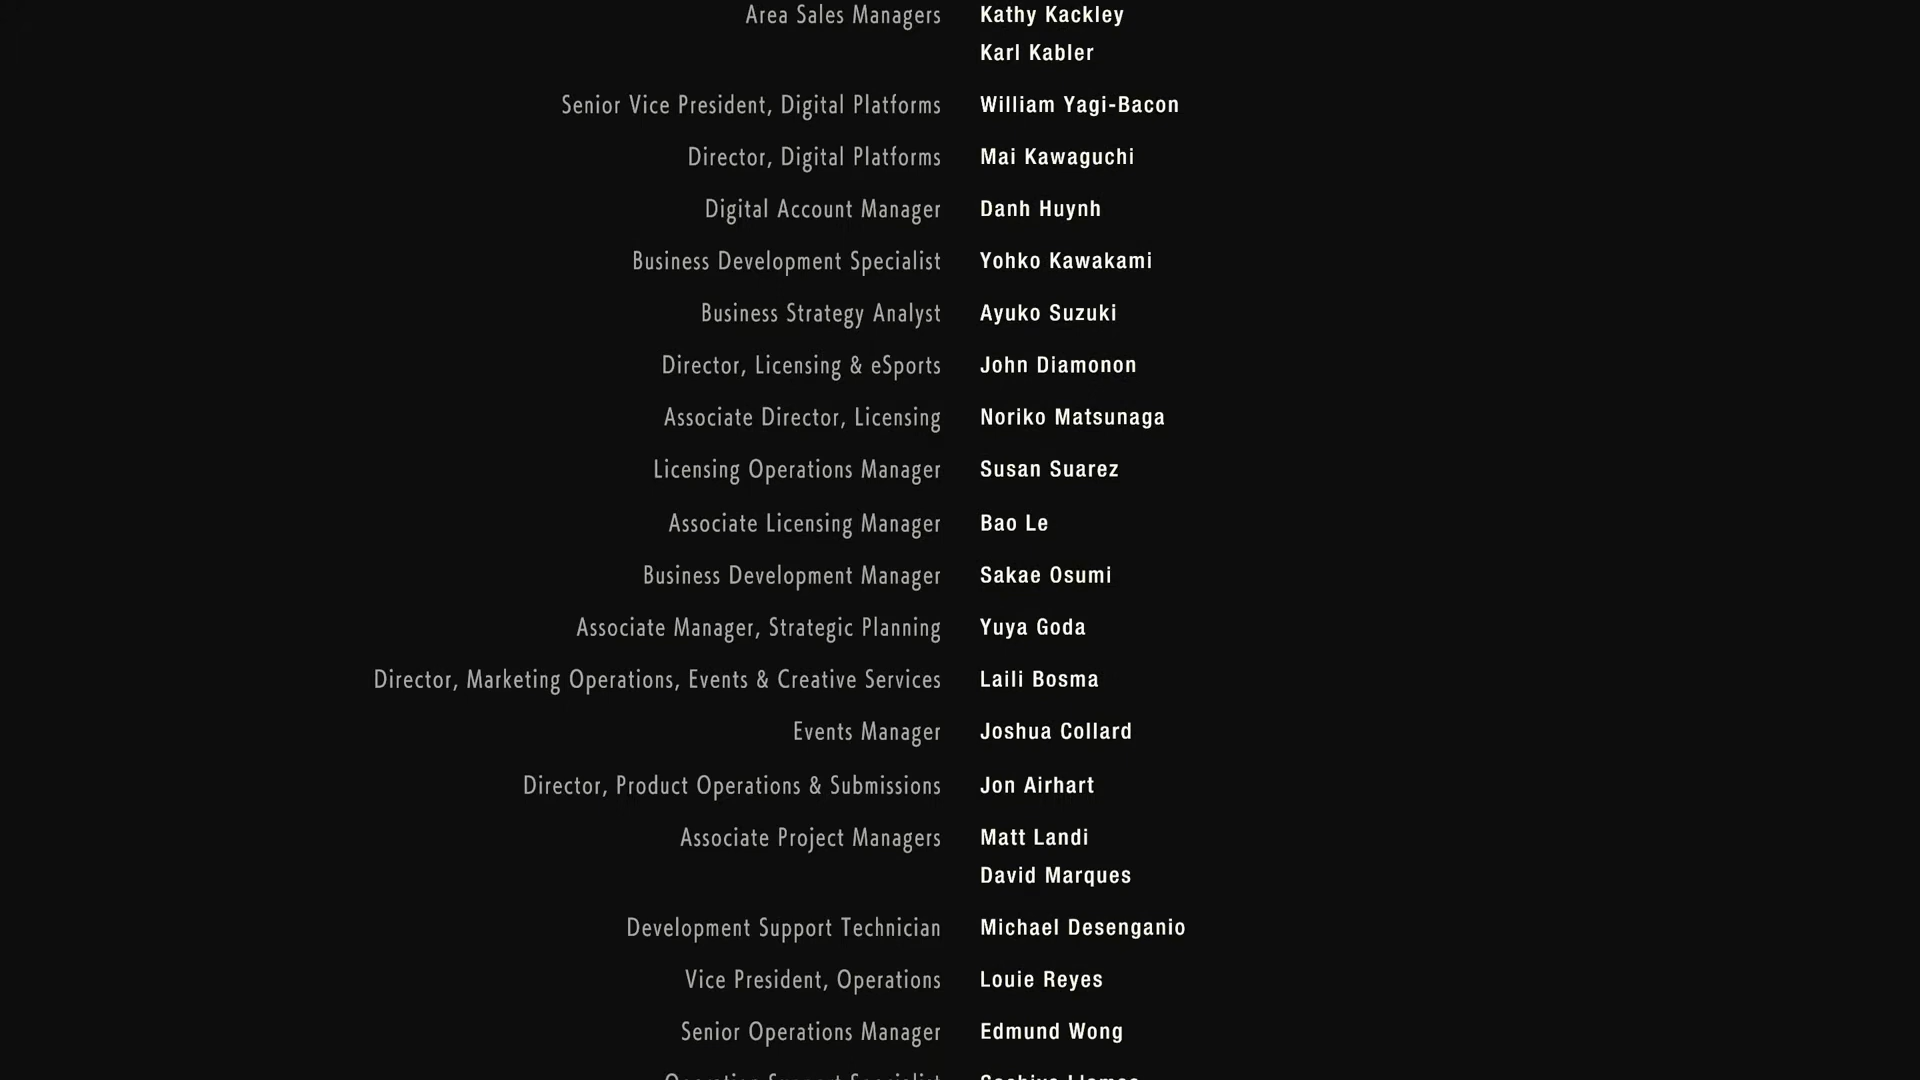 Area Sales Managers Kathy Kackley
Karl Kabler
Senior Vice President, Digital Platforms William Yagi-Bacon
Director, Digital Platforms Mai Kawaguchi
Digital Account Manager Danh Huynh
Business Development Specialist Yohko Kawakami
Business Strategy Analyst Ayuko Suzuki
Director, Licensing & eSports John Diamonon
Associate Director, Licensing Noriko Matsunaga
Licensing Operations Manager Susan Suarez
Associate Licensing Manager Bao Le
Business Development Manager Sakae Osumi
Associate Manager, Strategic Planning Yuya Goda
Director, Marketing Operations, Events & Creative Services Laili Bosma
Events Manager Joshua Collard
Director, Product Operations & Submissions Jon Airhart
Associate Project Managers Matt Landi
David Marques
Development Support Technician Michael Desenganio
Vice President, Operations Louie Reyes
Senior Operations Manager Edmund Wong